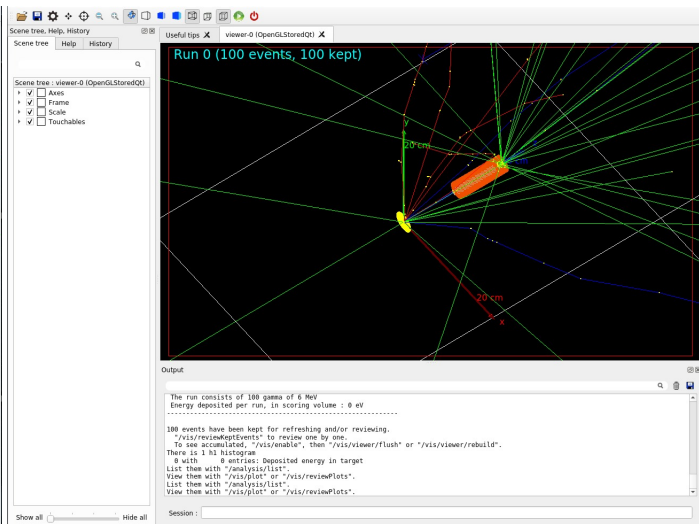 Scene tree, Help, History
Scene tree
Help
History
Scene tree : viewer-0 (OpenGLStoredQt)
Axes
Frame
Scale
Touchables
Show all
Hide all
Useful tips
viewer-0 (OpenGLStoredQt)
Run 0 (100 events, 100 kept)
y
20 cm
20 cm
x
Output
The run consists of 100 gamma of 6 MeV
Energy deposited per run, in scoring volume : 0 eV
------------------------------------------------------------
100 events have been kept for refreshing and/or reviewing.
"/vis/reviewKeptEvents" to review one by one.
To see accumulated, "/vis/enable", then "/vis/viewer/flush" or "/vis/viewer/rebuild".
There is 1 h1 histogram
0 with 0 entries: Deposited energy in target
List them with "/analysis/list".
View them with "/vis/plot" or "/vis/reviewPlots".
List them with "/analysis/list".
View them with "/vis/plot" or "/vis/reviewPlots".
Session :